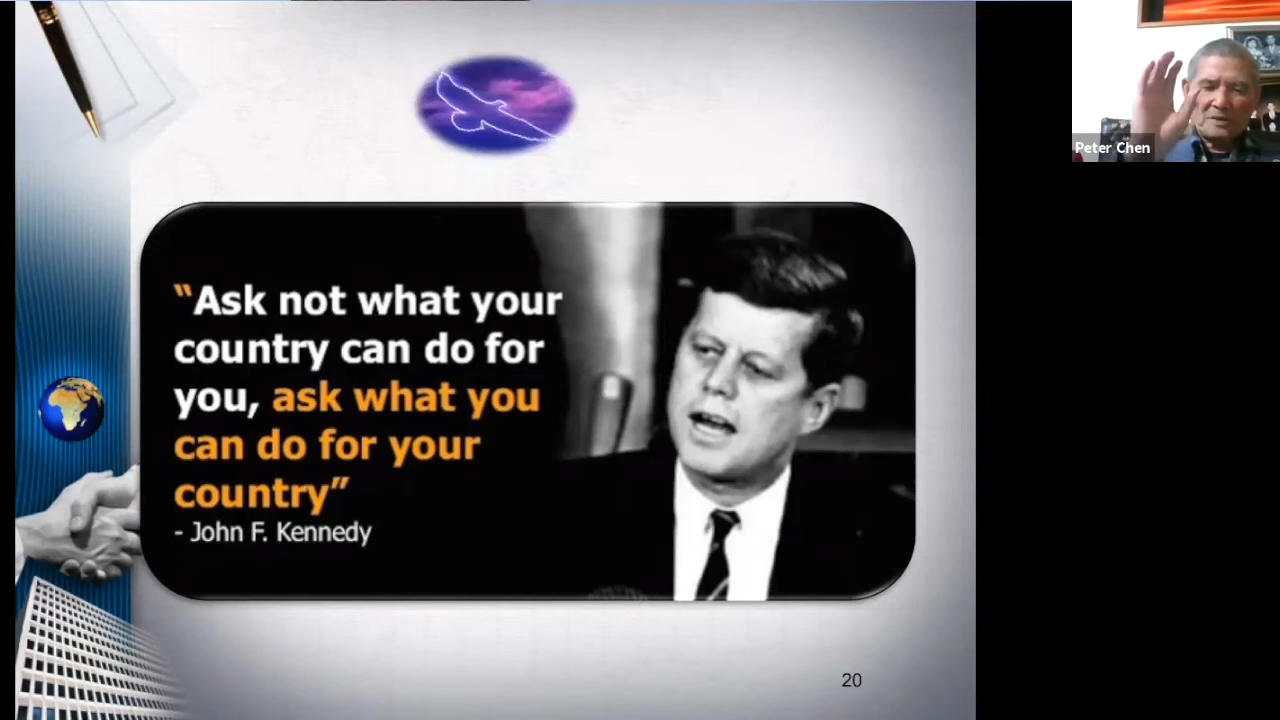 Peter Chen
“Ask not what your
country can do for
you, ask what you
can do for your
country”
- John F. Kennedy
20